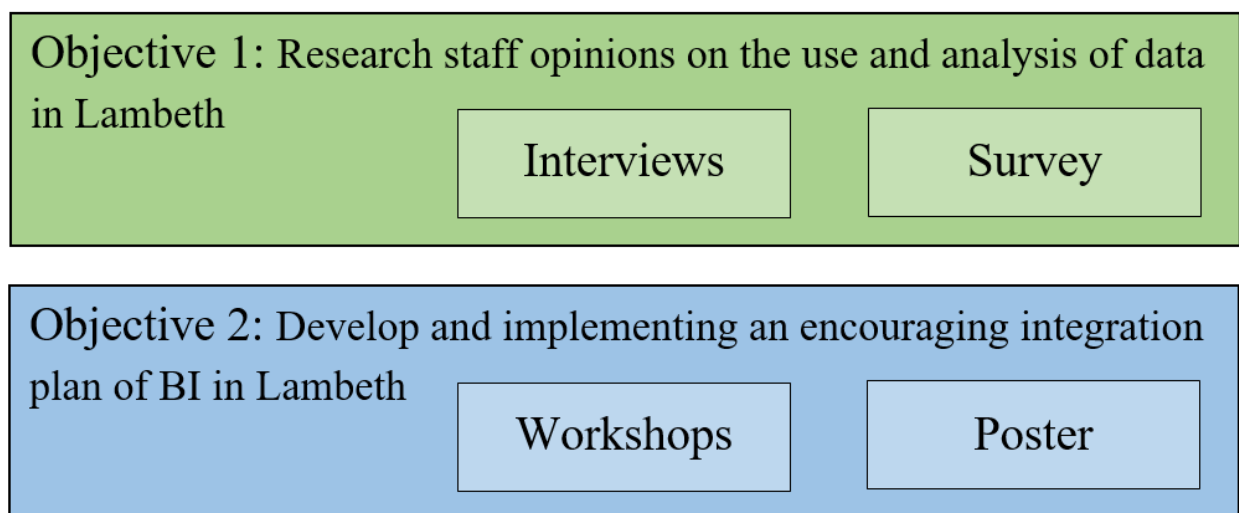 Objective 1: Research staff opinions on the use and analysis of data
in Lambeth
Interviews
Survey
Objective 2: Develop and implementing an encouraging integration
plan of BI in Lambeth
Workshops
Poster